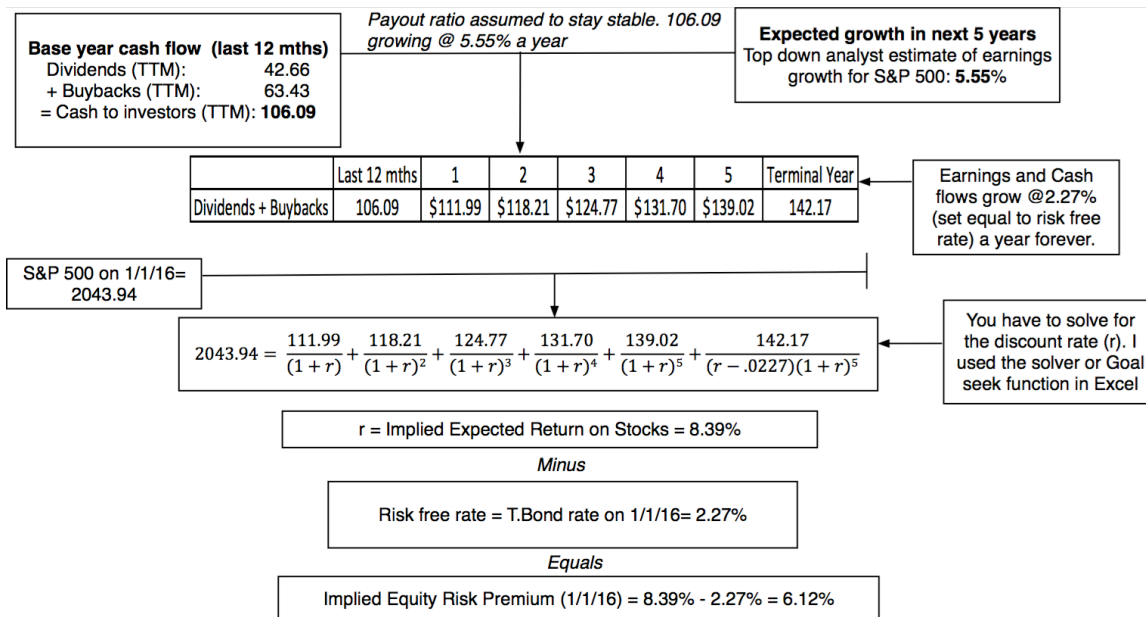 Base year cash flow (last 12 mths)
Dividends (TTM): 42.66
+ Buybacks (TTM): 63.43
= Cash to investors (TTM): 106.09
Payout ratio assumed to stay stable. 106.09
growing @ 5.55% a year
Expected growth in next 5 years
Top down analyst estimate of earnings
growth for S&P 500: 5.55%
Last 12 mths 1 2 3 4 5 Terminal Year
Dividends + Buybacks 106.09 $111.99 $118.21 $124.77 $131.70 $139.02 142.17
Earnings and Cash
flows grow @2.27%
(set equal to risk free
rate) a year forever.
S&P 500 on 1/1/16=
2043.94
2043.94 = 111.99/(1+r) + 118.21/(1+r)² + 124.77/(1+r)³ + 131.70/(1+r)⁴ + 139.02/(1+r)⁵ + 142.17/(r−.0227)(1+r)⁵
You have to solve for
the discount rate (r). I
used the solver or Goal
seek function in Excel
r = Implied Expected Return on Stocks = 8.39%
Minus
Risk free rate = T.Bond rate on 1/1/16= 2.27%
Equals
Implied Equity Risk Premium (1/1/16) = 8.39% - 2.27% = 6.12%